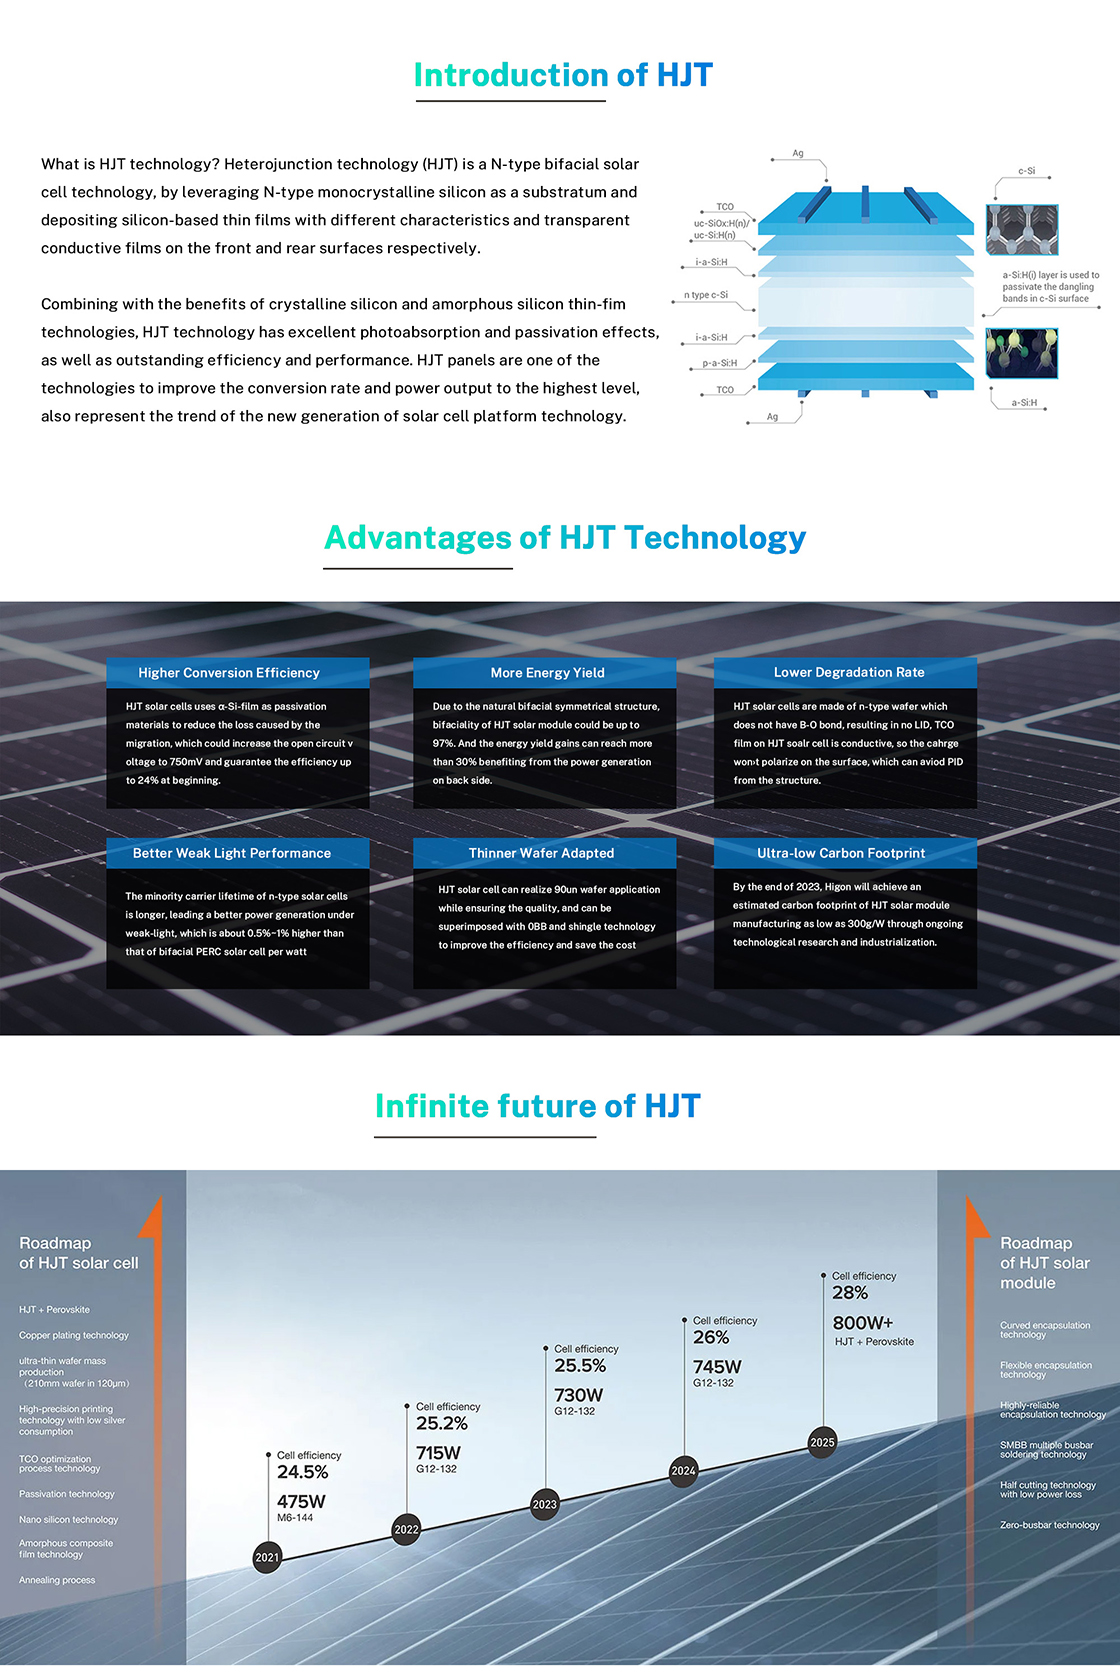 Introduction of HJT
What is HJT technology? Heterojunction technology (HJT) is a N-type bifacial solar
cell technology, by leveraging N-type monocrystalline silicon as a substratum and
depositing silicon-based thin films with different characteristics and transparent
conductive films on the front and rear surfaces respectively.
Combining with the benefits of crystalline silicon and amorphous silicon thin-fim
technologies, HJT technology has excellent photoabsorption and passivation effects,
as well as outstanding efficiency and performance. HJT panels are one of the
technologies to improve the conversion rate and power output to the highest level,
also represent the trend of the new generation of solar cell platform technology.
Ag
TCO
uc-SiOx:H(n)/
uc-Si:H(n)
i-a-Si:H
n type c-Si
i-a-Si:H
p-a-Si:H
TCO
Ag
c-Si
a-Si:H(i) layer is used to
passivate the dangling
bands in c-Si surface
a-Si:H
Advantages of HJT Technology
Higher Conversion Efficiency
HJT solar cells uses α-Si-film as passivation
materials to reduce the loss caused by the
migration, which could increase the open circuit v
oltage to 750mV and guarantee the efficiency up
to 24% at beginning.
More Energy Yield
Due to the natural bifacial symmetrical structure,
bifaciality of HJT solar module could be up to
97%. And the energy yield gains can reach more
than 30% benefiting from the power generation
on back side.
Lower Degradation Rate
HJT solar cells are made of n-type wafer which
does not have B-O bond, resulting in no LID, TCO
film on HJT soalr cell is conductive, so the cahrge
won›t polarize on the surface, which can aviod PID
from the structure.
Better Weak Light Performance
The minority carrier lifetime of n-type solar cells
is longer, leading a better power generation under
weak-light, which is about 0.5%~1% higher than
that of bifacial PERC solar cell per watt
Thinner Wafer Adapted
HJT solar cell can realize 90un wafer application
while ensuring the quality, and can be
superimposed with 0BB and shingle technology
to improve the efficiency and save the cost
Ultra-low Carbon Footprint
By the end of 2023, Higon will achieve an
estimated carbon footprint of HJT solar module
manufacturing as low as 300g/W through ongoing
technological research and industrialization.
Infinite future of HJT
Roadmap
of HJT solar cell
HJT + Perovskite
Copper plating technology
ultra-thin wafer mass
production
(210mm wafer in 120μm)
High-precision printing
technology with low silver
consumption
TCO optimization
process technology
Passivation technology
Nano silicon technology
Amorphous composite
film technology
Annealing process
Cell efficiency
24.5%
475W
M6-144
2021
Cell efficiency
25.2%
715W
G12-132
2022
Cell efficiency
25.5%
730W
G12-132
2023
Cell efficiency
26%
745W
G12-132
2024
Cell efficiency
28%
800W+
HJT + Perovskite
2025
Roadmap
of HJT solar
module
Curved encapsulation
technology
Flexible encapsulation
technology
Highly-reliable
encapsulation technology
SMBB multiple busbar
soldering technology
Half cutting technology
with low power loss
Zero-busbar technology